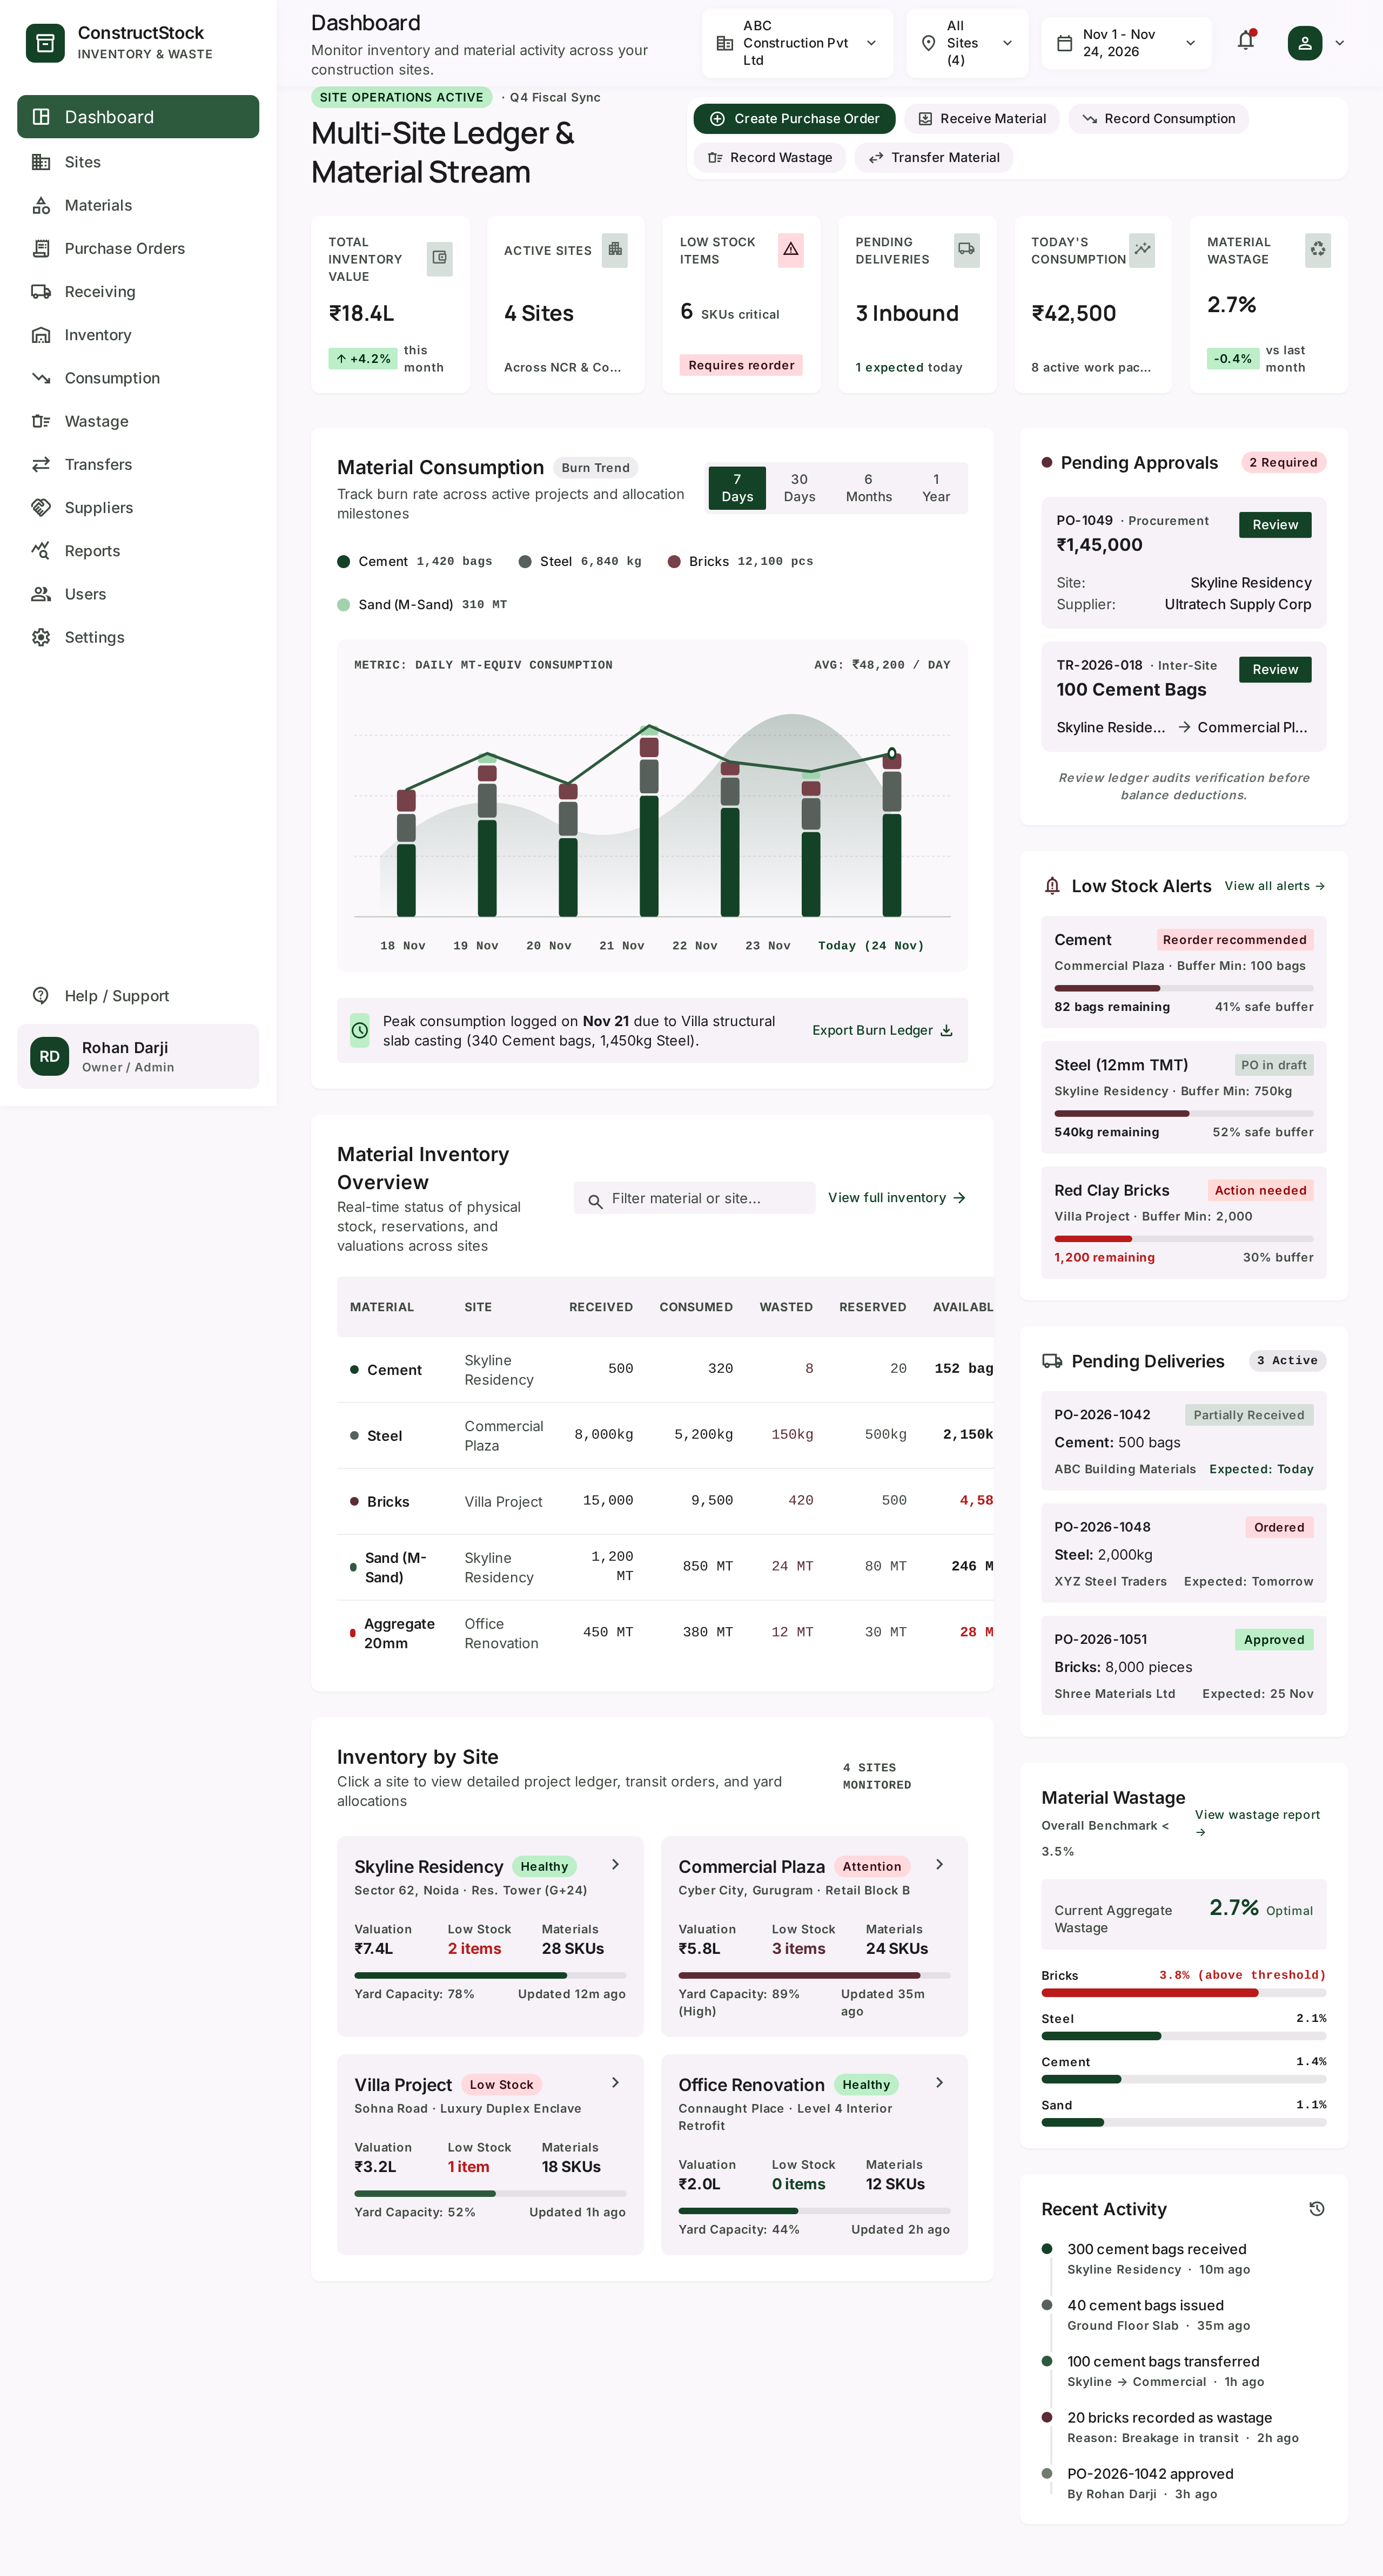 ConstructStock
INVENTORY & WASTE
Dashboard
Sites
Materials
Purchase Orders
Receiving
Inventory
Consumption
Wastage
Transfers
Suppliers
Reports
Users
Settings
Help / Support
RD
Rohan Darji
Owner / Admin
Dashboard
Monitor inventory and material activity across your
construction sites.
ABC
Construction Pvt
Ltd
All
Sites
(4)
Nov 1 - Nov
24, 2026
SITE OPERATIONS ACTIVE · Q4 Fiscal Sync
Multi-Site Ledger &
Material Stream
Create Purchase Order
Receive Material
Record Consumption
Record Wastage
Transfer Material
TOTAL
INVENTORY
VALUE
₹18.4L
↑ +4.2% this
month
ACTIVE SITES
4 Sites
Across NCR & Co...
LOW STOCK
ITEMS
6 SKUs critical
Requires reorder
PENDING
DELIVERIES
3 Inbound
1 expected today
TODAY'S
CONSUMPTION
₹42,500
8 active work pac...
MATERIAL
WASTAGE
2.7%
-0.4% vs last
month
Material Consumption Burn Trend
Track burn rate across active projects and allocation
milestones
7
Days
30
Days
6
Months
1
Year
Cement 1,420 bags
Steel 6,840 kg
Bricks 12,100 pcs
Sand (M-Sand) 310 MT
METRIC: DAILY MT-EQUIV CONSUMPTION
AVG: ₹48,200 / DAY
18 Nov 19 Nov 20 Nov 21 Nov 22 Nov 23 Nov Today (24 Nov)
Peak consumption logged on Nov 21 due to Villa structural
slab casting (340 Cement bags, 1,450kg Steel).
Export Burn Ledger
Material Inventory
Overview
Real-time status of physical
stock, reservations, and
valuations across sites
Filter material or site...
View full inventory →
MATERIAL SITE RECEIVED CONSUMED WASTED RESERVED AVAILABL
Cement Skyline
Residency 500 320 8 20 152 bag
Steel Commercial
Plaza 8,000kg 5,200kg 150kg 500kg 2,150k
Bricks Villa Project 15,000 9,500 420 500 4,58
Sand (M-
Sand) Skyline
Residency 1,200
MT 850 MT 24 MT 80 MT 246 M
Aggregate
20mm Office
Renovation 450 MT 380 MT 12 MT 30 MT 28 M
Inventory by Site
Click a site to view detailed project ledger, transit orders, and yard
allocations
4 SITES
MONITORED
Skyline Residency Healthy
Sector 62, Noida · Res. Tower (G+24)
Valuation Low Stock Materials
₹7.4L 2 items 28 SKUs
Yard Capacity: 78% Updated 12m ago
Commercial Plaza Attention
Cyber City, Gurugram · Retail Block B
Valuation Low Stock Materials
₹5.8L 3 items 24 SKUs
Yard Capacity: 89%
(High)
Updated 35m
ago
Villa Project Low Stock
Sohna Road · Luxury Duplex Enclave
Valuation Low Stock Materials
₹3.2L 1 item 18 SKUs
Yard Capacity: 52% Updated 1h ago
Office Renovation Healthy
Connaught Place · Level 4 Interior
Retrofit
Valuation Low Stock Materials
₹2.0L 0 items 12 SKUs
Yard Capacity: 44% Updated 2h ago
Pending Approvals 2 Required
PO-1049 · Procurement
₹1,45,000
Review
Site: Skyline Residency
Supplier: Ultratech Supply Corp
TR-2026-018 · Inter-Site
100 Cement Bags
Review
Skyline Reside... → Commercial Pl...
Review ledger audits verification before
balance deductions.
Low Stock Alerts View all alerts →
Cement Reorder recommended
Commercial Plaza · Buffer Min: 100 bags
82 bags remaining 41% safe buffer
Steel (12mm TMT) PO in draft
Skyline Residency · Buffer Min: 750kg
540kg remaining 52% safe buffer
Red Clay Bricks Action needed
Villa Project · Buffer Min: 2,000
1,200 remaining 30% buffer
Pending Deliveries 3 Active
PO-2026-1042 Partially Received
Cement: 500 bags
ABC Building Materials Expected: Today
PO-2026-1048 Ordered
Steel: 2,000kg
XYZ Steel Traders Expected: Tomorrow
PO-2026-1051 Approved
Bricks: 8,000 pieces
Shree Materials Ltd Expected: 25 Nov
Material Wastage
Overall Benchmark <
3.5%
View wastage report
→
Current Aggregate
Wastage
2.7% Optimal
Bricks 3.8% (above threshold)
Steel 2.1%
Cement 1.4%
Sand 1.1%
Recent Activity
300 cement bags received
Skyline Residency · 10m ago
40 cement bags issued
Ground Floor Slab · 35m ago
100 cement bags transferred
Skyline → Commercial · 1h ago
20 bricks recorded as wastage
Reason: Breakage in transit · 2h ago
PO-2026-1042 approved
By Rohan Darji · 3h ago